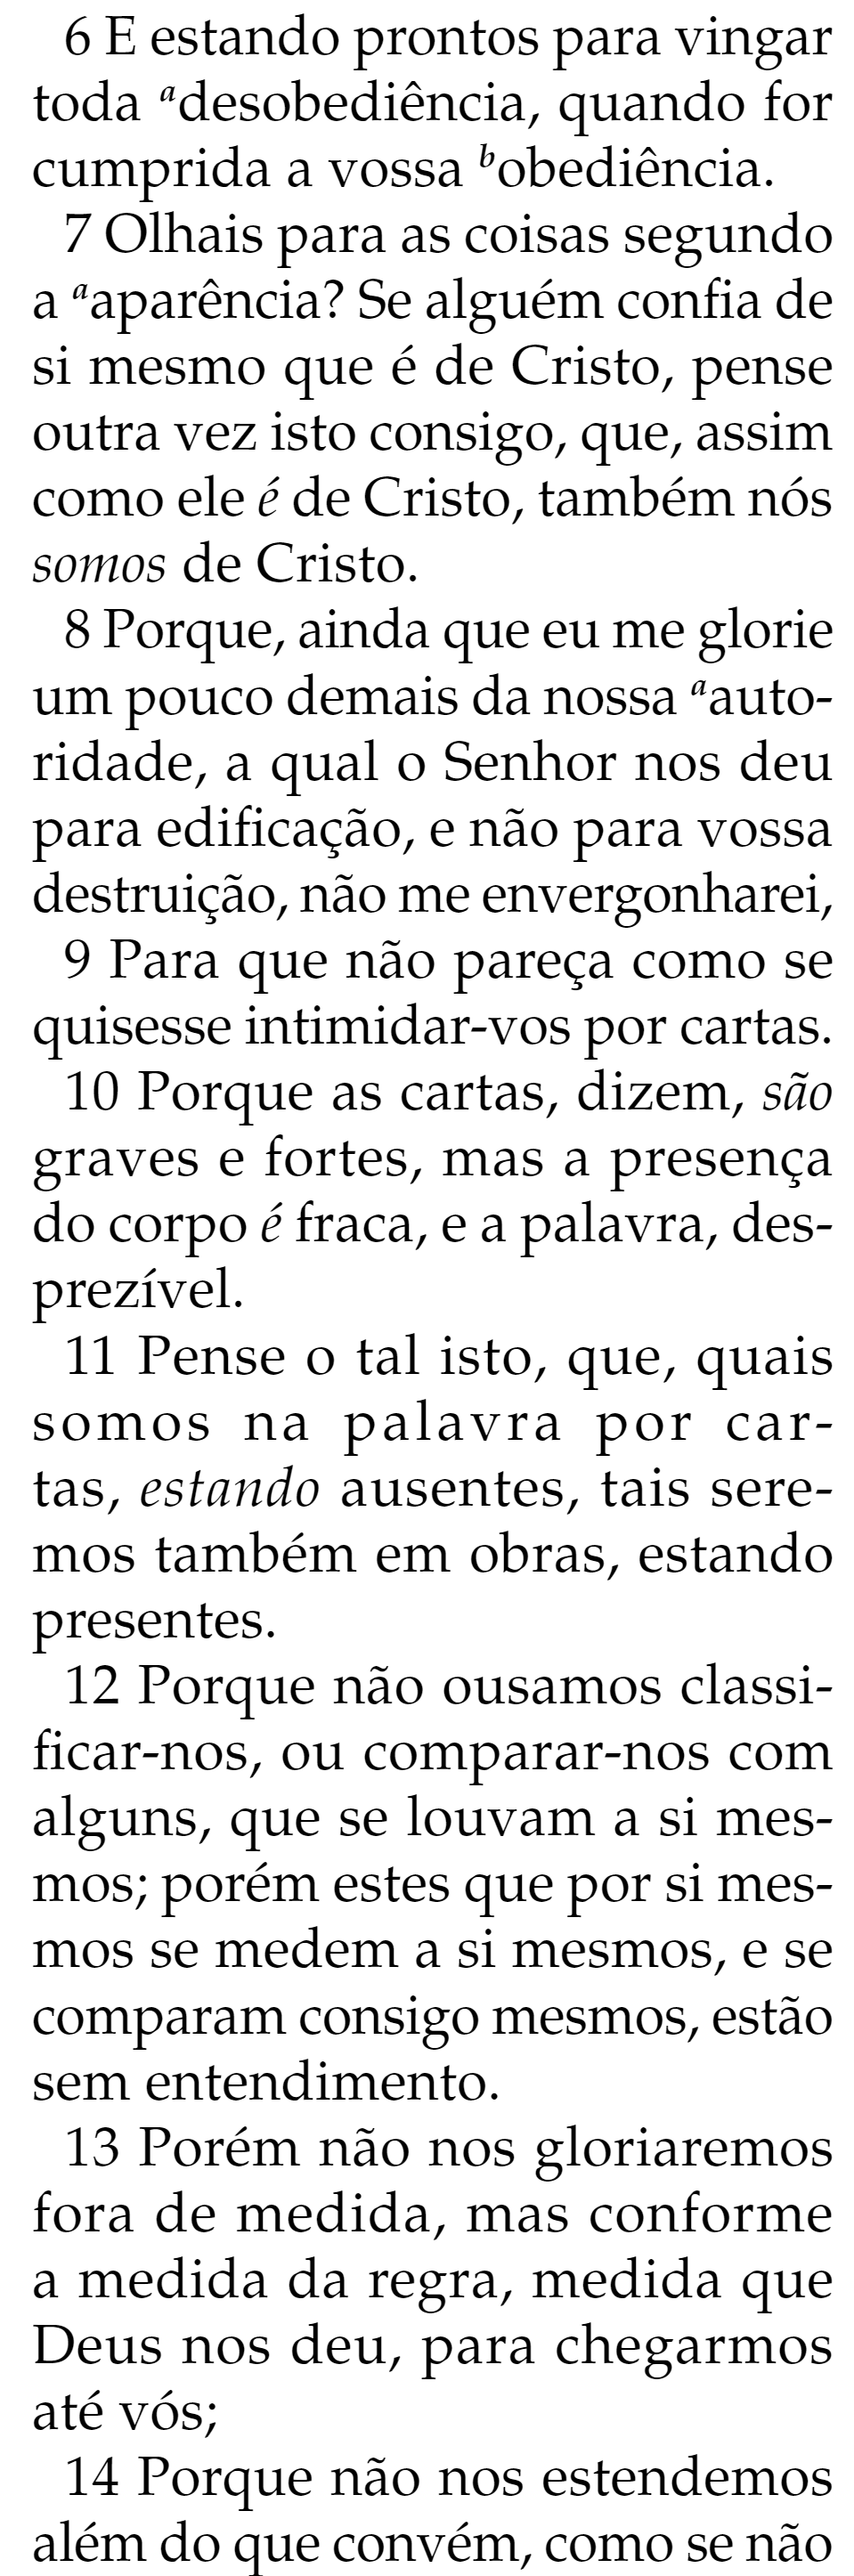 6 E estando prontos para vingar
toda ᵃdesobediência, quando for
cumprida a vossa ᵇobediência.
7 Olhais para as coisas segundo
a ᵃaparência? Se alguém confia de
si mesmo que é de Cristo, pense
outra vez isto consigo, que, assim
como ele é de Cristo, também nós
somos de Cristo.
8 Porque, ainda que eu me glorie
um pouco demais da nossa ᵃauto-
ridade, a qual o Senhor nos deu
para edificação, e não para vossa
destruição, não me envergonharei,
9 Para que não pareça como se
quisesse intimidar-vos por cartas.
10 Porque as cartas, dizem, são
graves e fortes, mas a presença
do corpo é fraca, e a palavra, des-
prezível.
11 Pense o tal isto, que, quais
somos na palavra por car-
tas, estando ausentes, tais sere-
mos também em obras, estando
presentes.
12 Porque não ousamos classi-
ficar-nos, ou comparar-nos com
alguns, que se louvam a si mes-
mos; porém estes que por si mes-
mos se medem a si mesmos, e se
comparam consigo mesmos, estão
sem entendimento.
13 Porém não nos gloriaremos
fora de medida, mas conforme
a medida da regra, medida que
Deus nos deu, para chegarmos
até vós;
14 Porque não nos estendemos
além do que convém, como se não